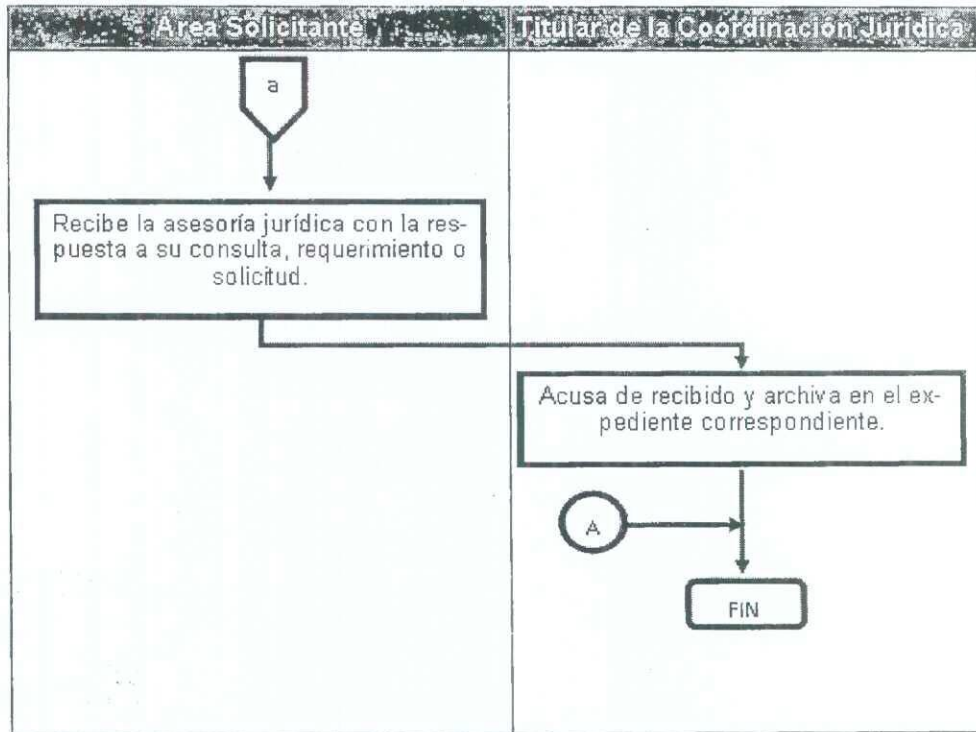 Área Solicitante
Titular de la Coordinación Jurídica
a
Recibe la asesoría jurídica con la res-
puesta a su consulta, requerimiento o
solicitud.
Acusa de recibido y archiva en el ex-
pediente correspondiente.
A
FIN